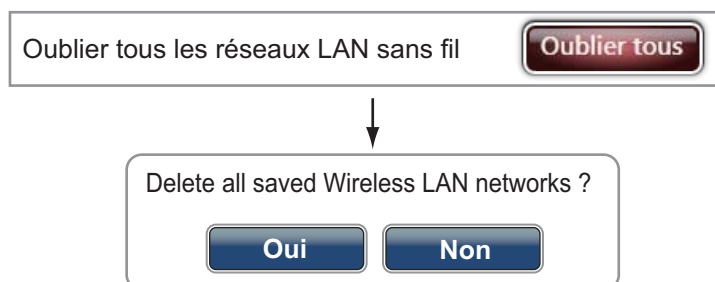 Oublier tous les réseaux LAN sans fil Oublier tous
Delete all saved Wireless LAN networks ?
Oui Non